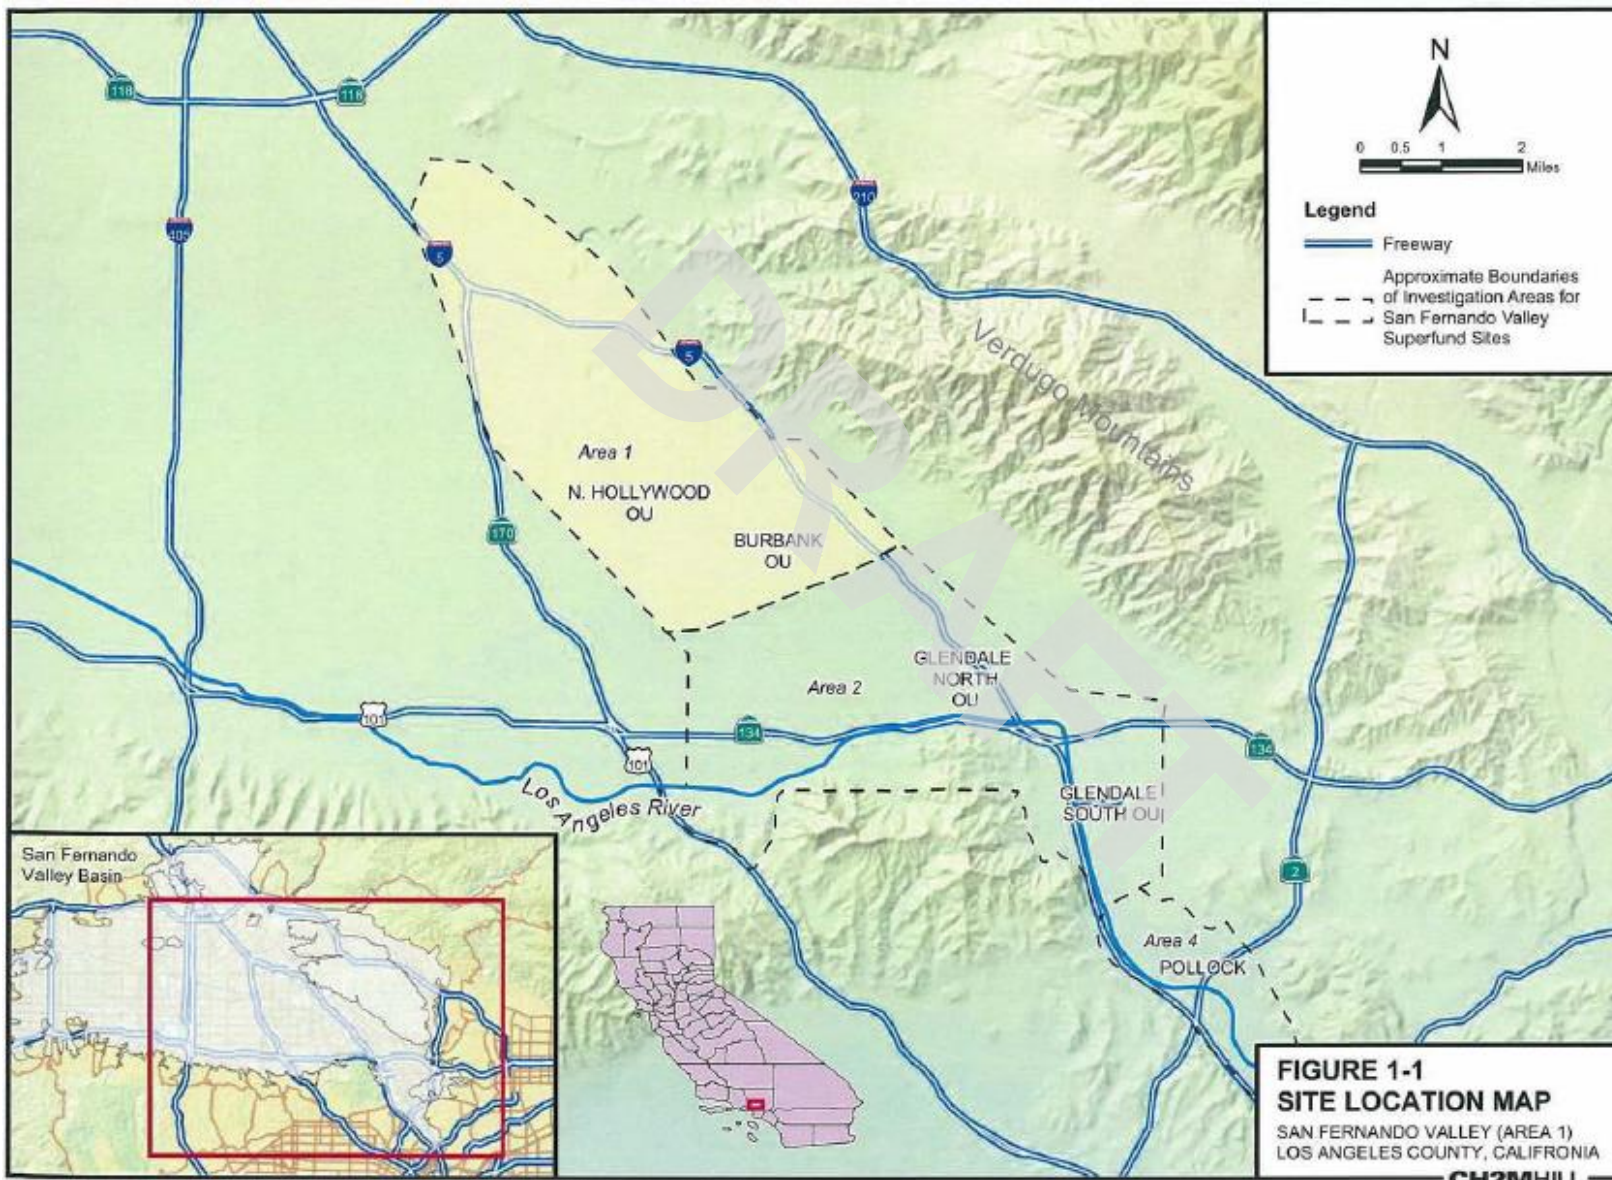 118
118
405
5
210
5
Verdugo Mountains
Area 1
N. HOLLYWOOD
OU
BURBANK
OU
170
GLENDALE
NORTH
OU
Area 2
101
134
101
134
Los Angeles River
GLENDALE
SOUTH OU
2
Area 4
POLLOCK
DRAFT
N
0 0.5 1 2
Miles
Legend
Freeway
Approximate Boundaries
of Investigation Areas for
San Fernando Valley
Superfund Sites
San Fernando
Valley Basin
FIGURE 1-1
SITE LOCATION MAP
SAN FERNANDO VALLEY (AREA 1)
LOS ANGELES COUNTY, CALIFRONIA
CH2MHILL